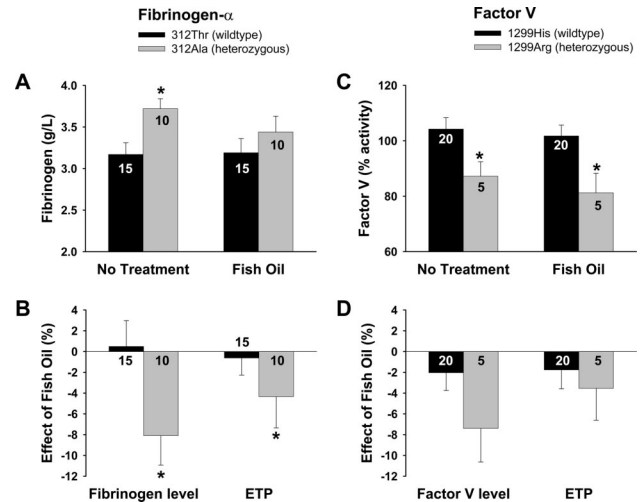 Fibrinogen-α
312Thr (wildtype)
312Ala (heterozygous)
Factor V
1299His (wildtype)
1299Arg (heterozygous)
A
Fibrinogen (g/L)
4.0
3.5
3.0
2.5
2.0
*
15
10
15
10
No Treatment
Fish Oil
C
Factor V (% activity)
120
100
80
60
20
*
5
20
*
5
No Treatment
Fish Oil
B
Effect of Fish Oil (%)
4
2
0
-2
-4
-6
-8
-10
-12
15
10
*
15
10
*
Fibrinogen level
ETP
D
Effect of Fish Oil (%)
4
2
0
-2
-4
-6
-8
-10
-12
20
5
20
5
Factor V level
ETP